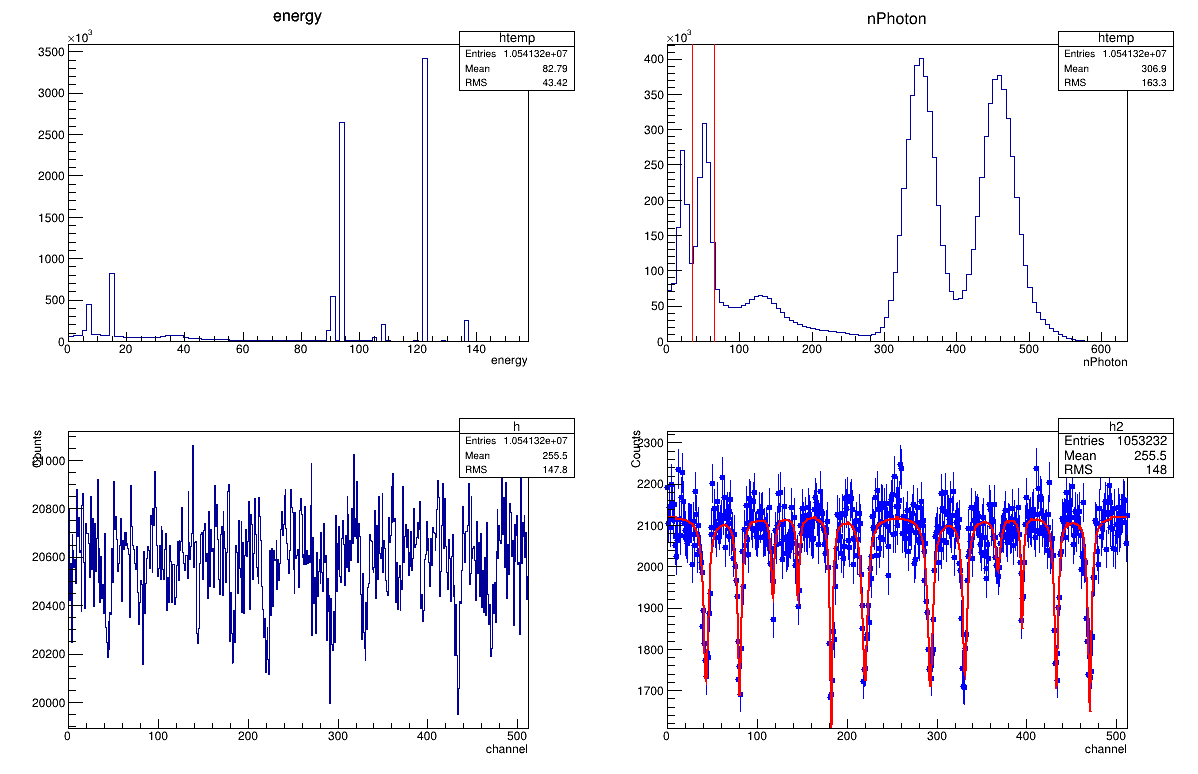 energy
×10³
htemp
Entries 1.054132e+07
Mean 82.79
RMS 43.42
3500
3000
2500
2000
1500
1000
500
0
0 20 40 60 80 100 120 140
energy
nPhoton
×10³
htemp
Entries 1.054132e+07
Mean 306.9
RMS 163.3
400
350
300
250
200
150
100
50
0
0 100 200 300 400 500 600
nPhoton
Counts
h
Entries 1.054132e+07
Mean 255.5
RMS 147.8
21000
20800
20600
20400
20200
20000
0 100 200 300 400 500
channel
Counts
h2
Entries 1053232
Mean 255.5
RMS 148
2300
2200
2100
2000
1900
1800
1700
0 100 200 300 400 500
channel